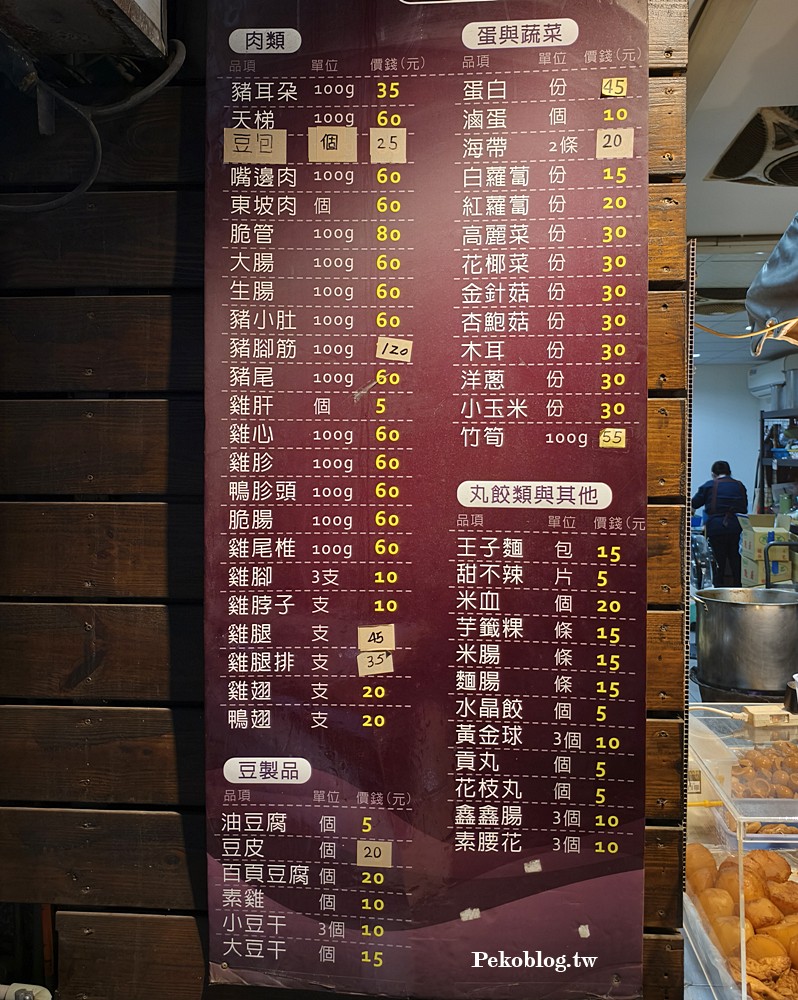 肉類
品項 單位 價錢(元)
豬耳朵 100g 35
天梯 100g 60
豆包 個 25
嘴邊肉 100g 60
東坡肉 個 60
脆管 100g 80
大腸 100g 60
生腸 100g 60
豬小肚 100g 60
豬腳筋 100g 120
豬尾 100g 60
雞肝 個 5
雞心 100g 60
雞胗 100g 60
鴨胗頭 100g 60
脆腸 100g 60
雞尾椎 100g 60
雞腳 3支 10
雞脖子 支 10
雞腿 支 45
雞腿排 支 35
雞翅 支 20
鴨翅 支 20
豆製品
品項 單位 價錢(元)
油豆腐 個 5
豆皮 個 20
百頁豆腐 個 20
素雞 個 10
小豆干 3個 10
大豆干 個 15
蛋與蔬菜
品項 單位 價錢(元)
蛋白 份 45
滷蛋 個 10
海帶 2條 20
白蘿蔔 份 15
紅蘿蔔 份 20
高麗菜 份 30
花椰菜 份 30
金針菇 份 30
杏鮑菇 份 30
木耳 份 30
洋蔥 份 30
小玉米 份 30
竹筍 100g 55
丸餃類與其他
品項 單位 價錢(元
王子麵 包 15
甜不辣 片 5
米血 個 20
芋籤粿 條 15
米腸 條 15
麵腸 條 15
水晶餃 個 5
黃金球 3個 10
貢丸 個 5
花枝丸 個 5
鑫鑫腸 3個 10
素腰花 3個 10
Pekoblog.tw